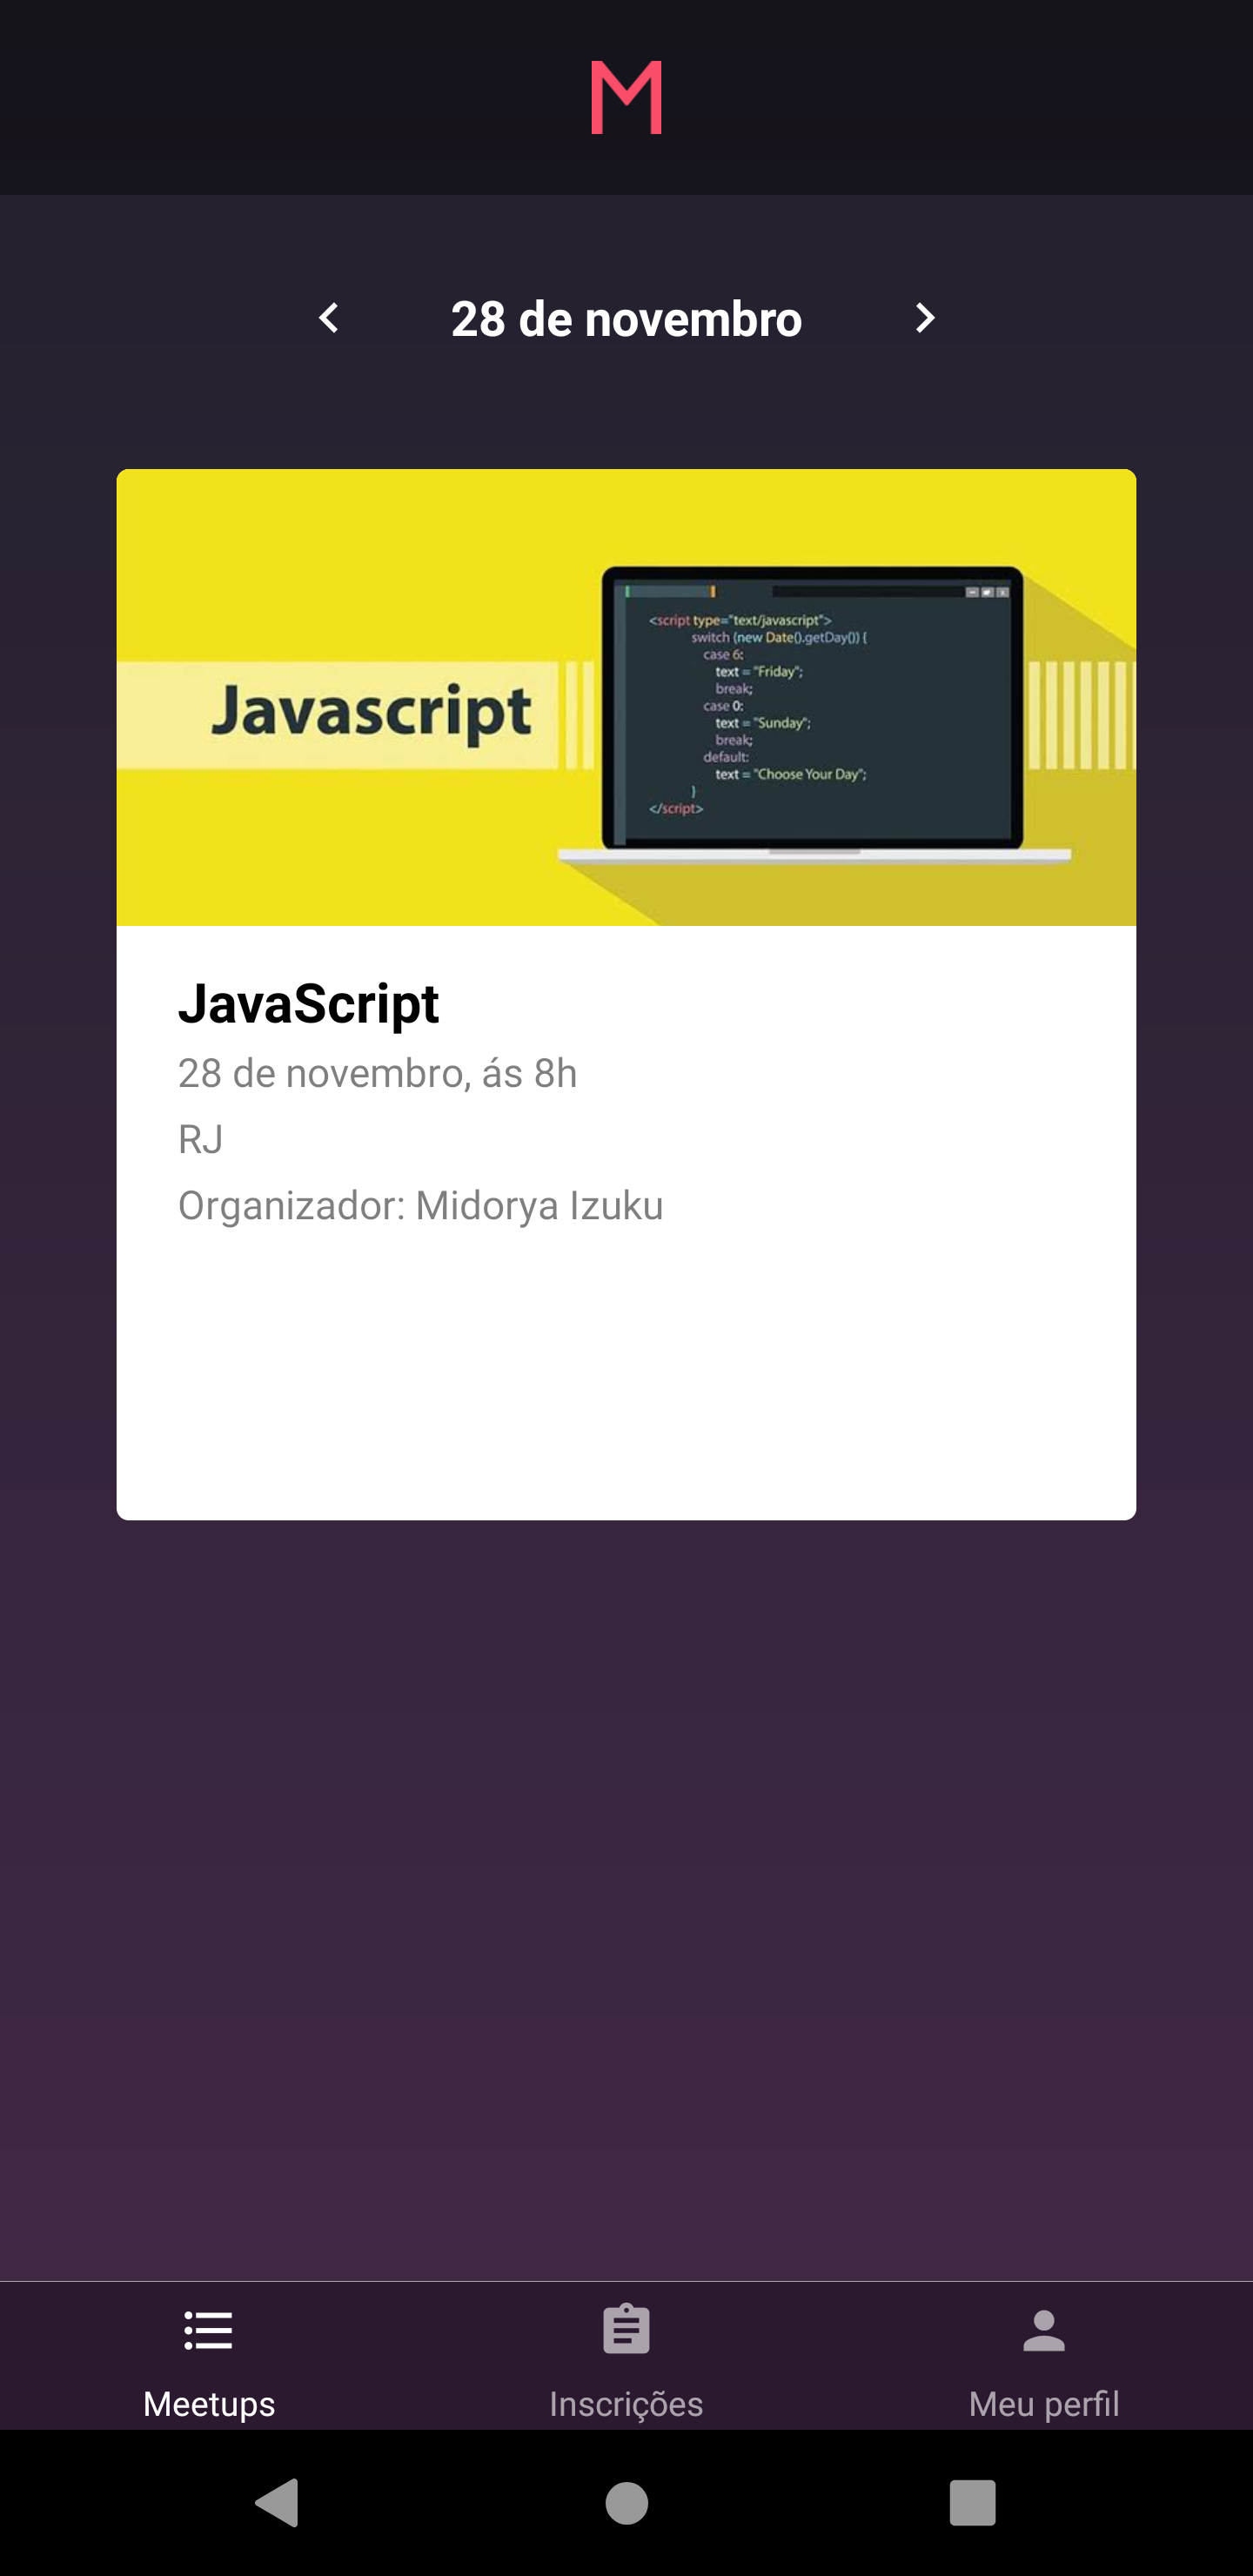 M
28 de novembro
Javascript
<script type="text/javascript">
switch (new Date().getDay()) {
case 6:
text = "Friday";
break;
case 0:
text = "Sunday";
break;
default:
text = "Choose Your Day";
}
</script>
JavaScript
28 de novembro, ás 8h
RJ
Organizador: Midorya Izuku
Meetups
Inscrições
Meu perfil